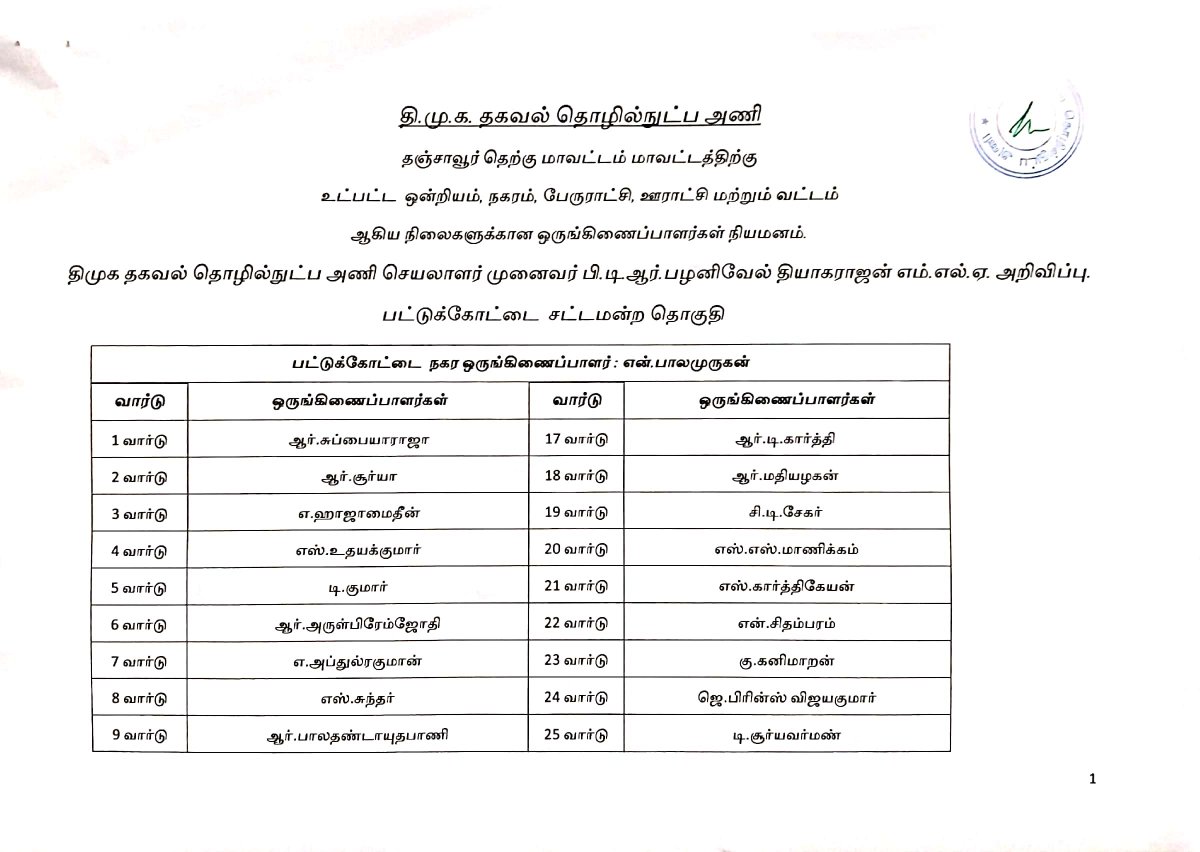 தி.மு.க. தகவல் தொழில்நுட்ப அணி
தஞ்சாவூர் தெற்கு மாவட்டம் மாவட்டத்திற்கு
உட்பட்ட ஒன்றியம், நகரம், பேருராட்சி, ஊராட்சி மற்றும் வட்டம்
ஆகிய நிலைகளுக்கான ஒருங்கிணைப்பாளர்கள் நியமனம்.
திமுக தகவல் தொழில்நுட்ப அணி செயலாளர் முனைவர் பி.டி.ஆர்.பழனிவேல் தியாகராஜன் எம்.எல்.ஏ. அறிவிப்பு.
பட்டுக்கோட்டை சட்டமன்ற தொகுதி
பட்டுக்கோட்டை நகர ஒருங்கிணைப்பாளர் : என்.பாலமுருகன்
வார்டு ஒருங்கிணைப்பாளர்கள் வார்டு ஒருங்கிணைப்பாளர்கள்
1 வார்டு ஆர்.சுப்பையாராஜா 17 வார்டு ஆர்.டி.கார்த்தி
2 வார்டு ஆர்.சூர்யா 18 வார்டு ஆர்.மதியழகன்
3 வார்டு எ.ஹாஜாமைதீன் 19 வார்டு சி.டி.சேகர்
4 வார்டு எஸ்.உதயக்குமார் 20 வார்டு எஸ்.எஸ்.மாணிக்கம்
5 வார்டு டி.குமார் 21 வார்டு எஸ்.கார்த்திகேயன்
6 வார்டு ஆர்.அருள்பிரேம்ஜோதி 22 வார்டு என்.சிதம்பரம்
7 வார்டு எ.அப்துல்ரகுமான் 23 வார்டு கு.கனிமாறன்
8 வார்டு எஸ்.சுந்தர் 24 வார்டு ஜெ.பிரின்ஸ் விஜயகுமார்
9 வார்டு ஆர்.பாலதண்டாயுதபாணி 25 வார்டு டி.சூர்யவர்மண்
1